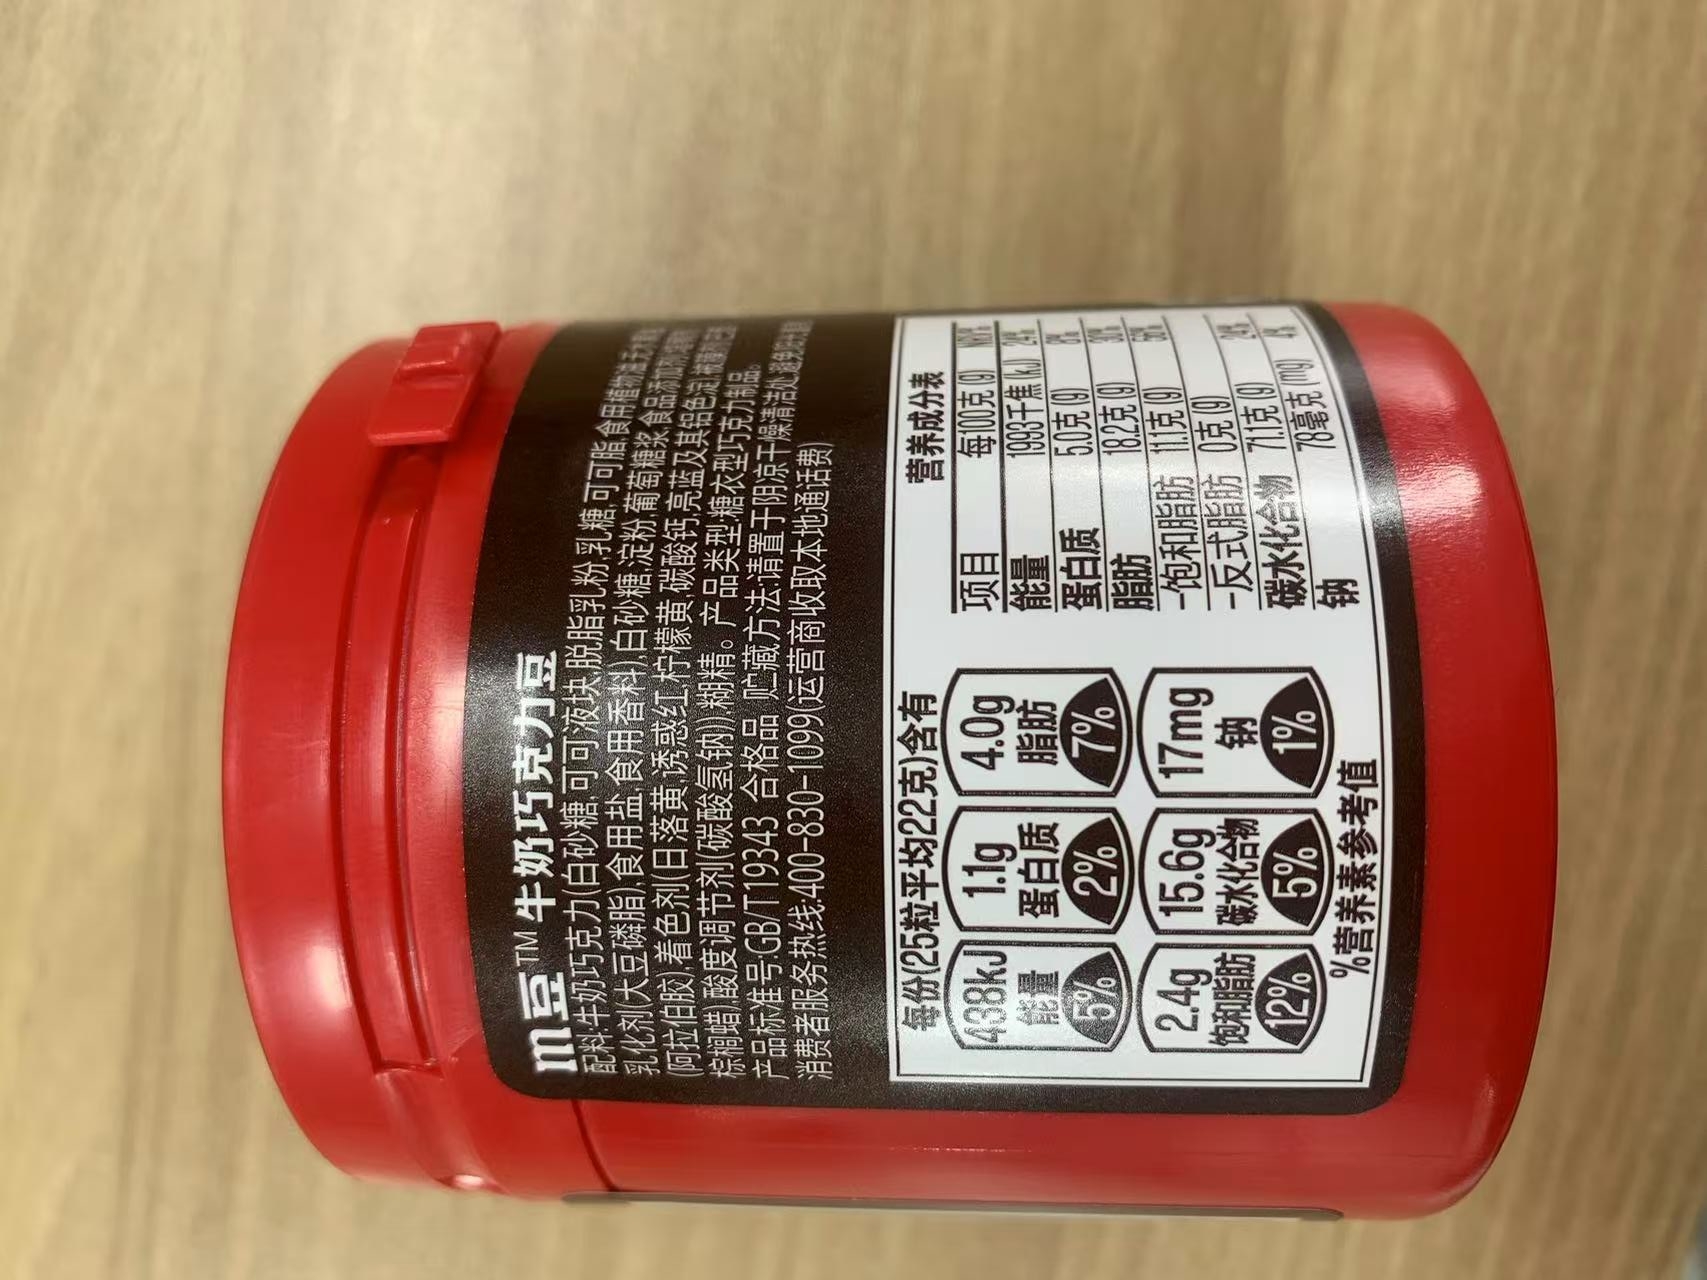 m豆™ 牛奶巧克力豆
配料:牛奶巧克力(白砂糖,可可液块,脱脂乳粉,乳糖,可可脂,食用植物油
乳化剂(大豆磷脂),食用盐,食用香料),白砂糖,淀粉,葡萄糖浆,食品添加剂
(阿拉伯胶),着色剂(日落黄,诱惑红,柠檬黄,碳酸钙,亮蓝及其铝色淀)
棕榈蜡,酸度调节剂(碳酸氢钠)),糊精。产品类型:糖衣型巧克力制品。
产品标准号:GB/T19343 合格品 贮藏方法:请置于阴凉干燥清洁处
消费者服务热线:400-830-1099(运营商收取本地通话费)
每份(25粒平均22克)含有
438kJ 能量 5%
1.1g 蛋白质 2%
4.0g 脂肪 7%
2.4g 饱和脂肪 12%
15.6g 碳水化合物 5%
17mg 钠 1%
%营养素参考值
营养成分表
项目 每100克(g) NRV%
能量 1993千焦(kJ) 24%
蛋白质 5.0克(g) 8%
脂肪 18.2克(g) 30%
-饱和脂肪 11.1克(g)
-反式脂肪 0克(g)
碳水化合物 71.1克(g) 24%
钠 78毫克(mg) 4%